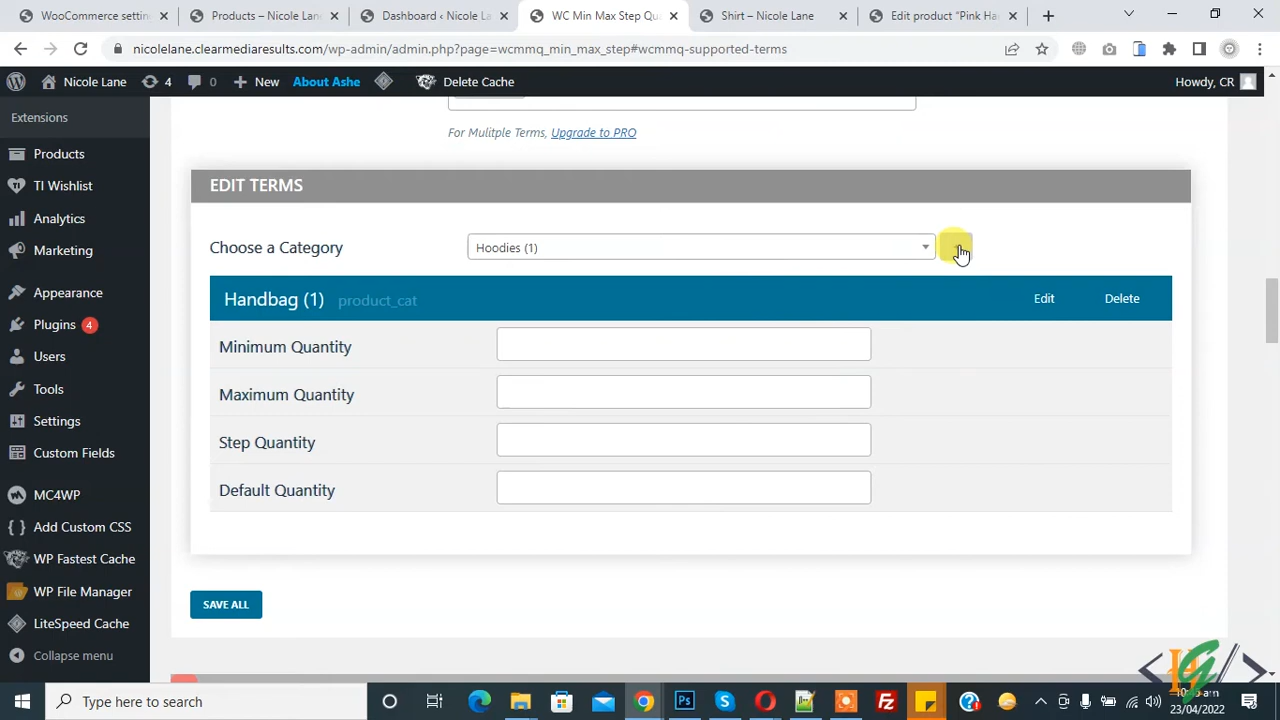 WooCommerce settin
Products – Nicole Lan
Dashboard ‹ Nicole La
WC Min Max Step Qu
Shirt – Nicole Lane
Edit product "Pink Ha
nicolelane.clearmediaresults.com/wp-admin/admin.php?page=wcmmq_min_max_step#wcmmq-supported-terms
Nicole Lane
4
0
New
About Ashe
Delete Cache
Howdy, CR
Extensions
Products
TI Wishlist
Analytics
Marketing
Appearance
Plugins 4
Users
Tools
Settings
Custom Fields
MC4WP
Add Custom CSS
WP Fastest Cache
WP File Manager
LiteSpeed Cache
Collapse menu
For Mulitple Terms, Upgrade to PRO
EDIT TERMS
Choose a Category
Hoodies (1)
Handbag (1) product_cat
Edit
Delete
Minimum Quantity
Maximum Quantity
Step Quantity
Default Quantity
SAVE ALL
Type here to search
23/04/2022